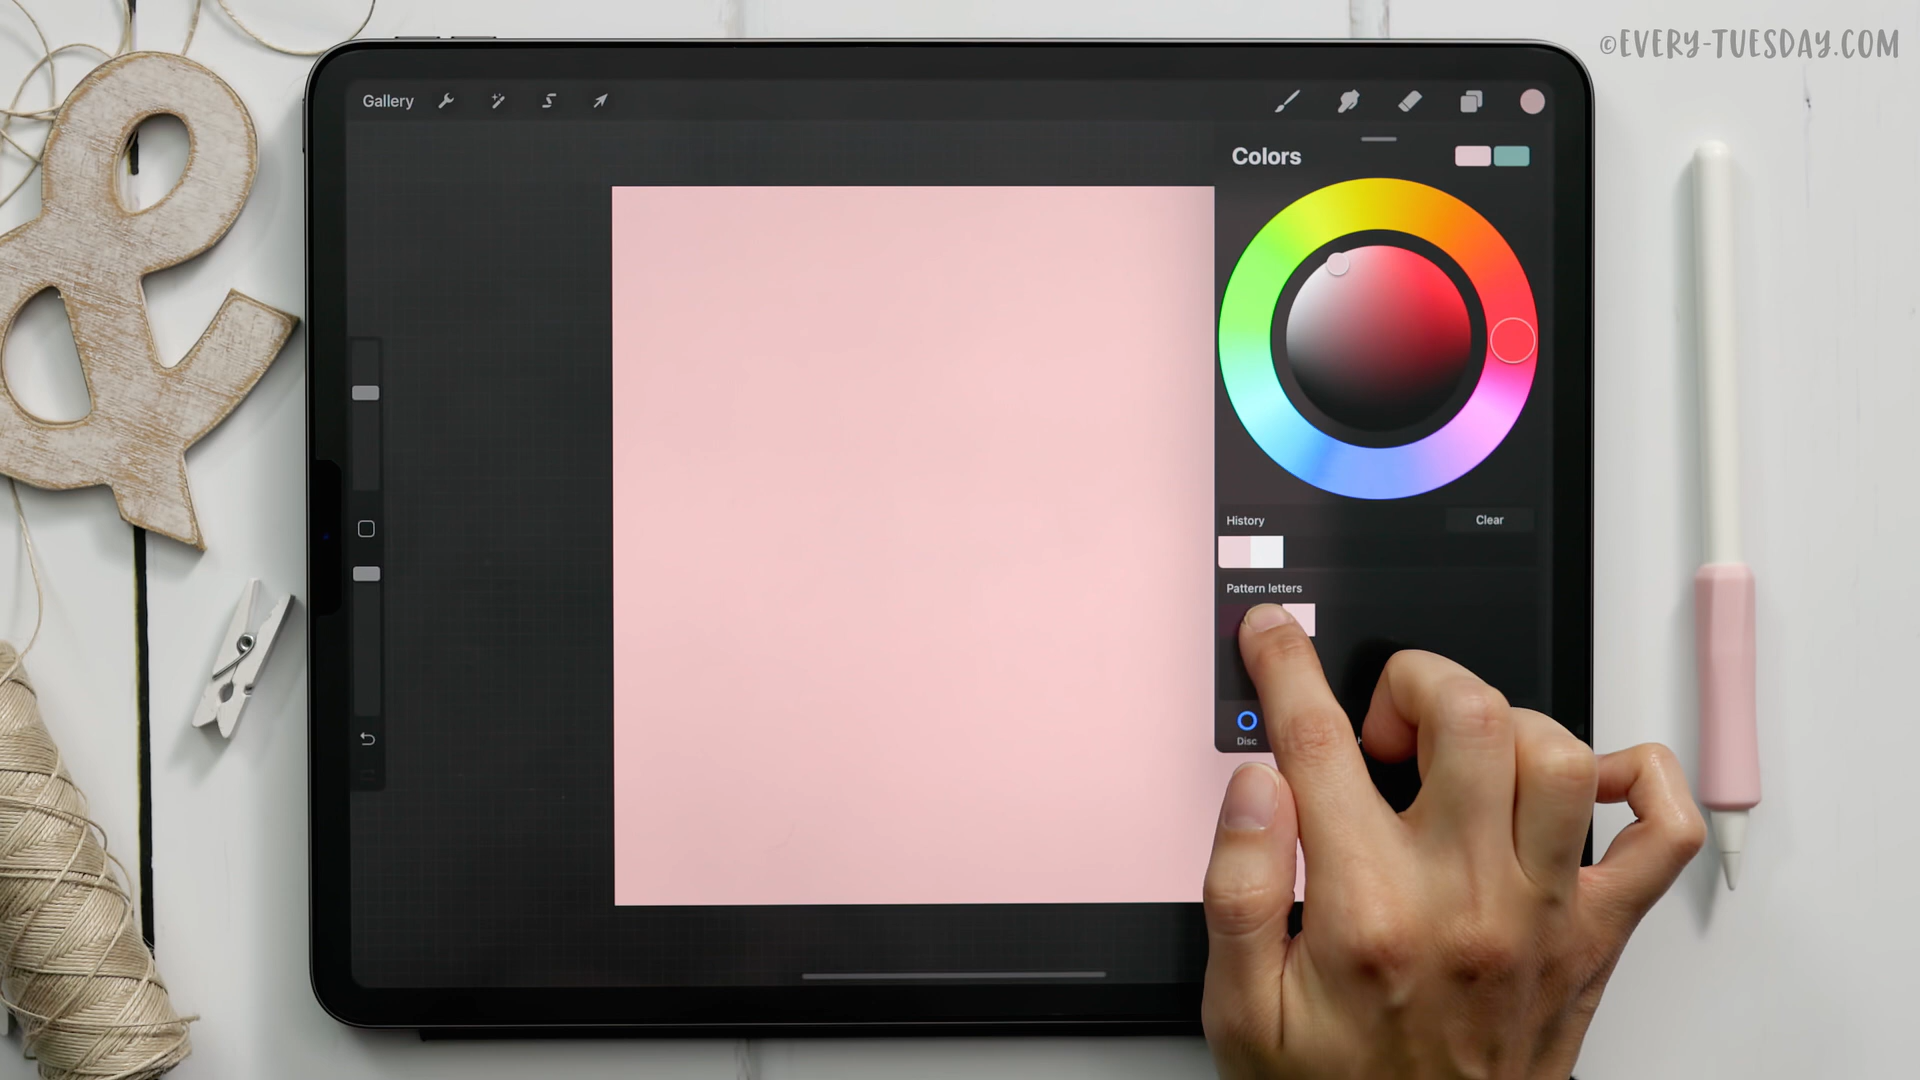 ©EVERY-TUESDAY.COM
Gallery
Colors
History
Clear
Pattern letters
Disc